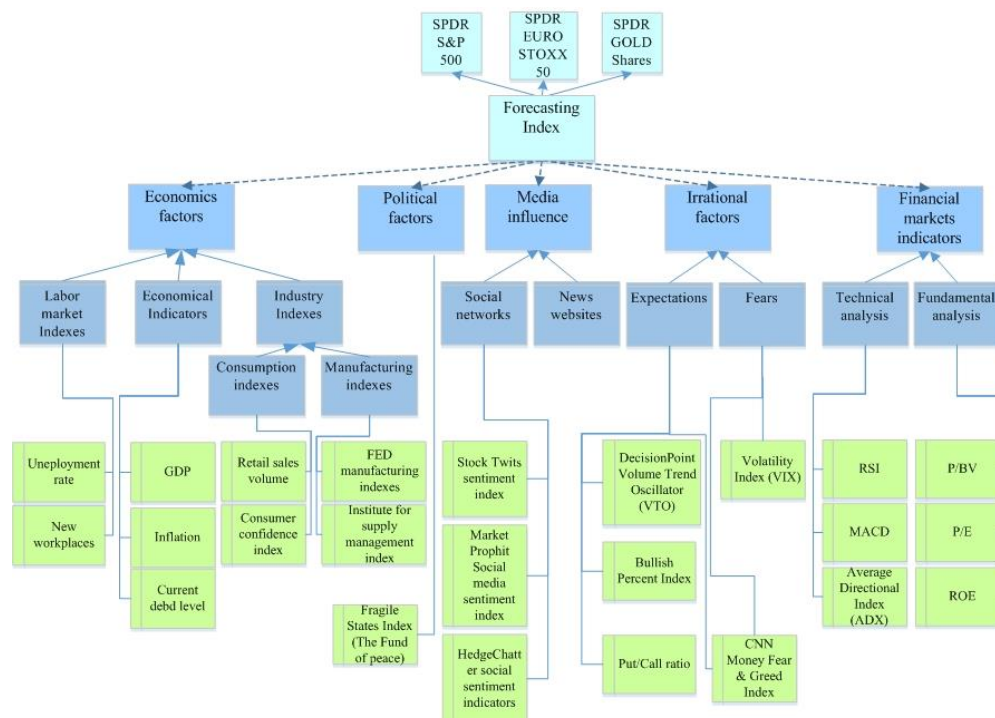 SPDR
S&P
500
SPDR
EURO
STOXX
50
SPDR
GOLD
Shares
Forecasting
Index
Economics
factors
Political
factors
Media
influence
Irrational
factors
Financial
markets
indicators
Labor
market
Indexes
Economical
Indicators
Industry
Indexes
Social
networks
News
websites
Expectations
Fears
Technical
analysis
Fundamental
analysis
Consumption
indexes
Manufacturing
indexes
Uneployment
rate
GDP
Retail sales
volume
FED
manufacturing
indexes
Stock Twits
sentiment
index
DecisionPoint
Volume Trend
Oscillator
(VTO)
Volatility
Index (VIX)
RSI
P/BV
New
workplaces
Inflation
Consumer
confidence
index
Institute for
supply
management
index
Market
Prophit
Social
media
sentiment
index
Bullish
Percent Index
MACD
P/E
Current
debd level
Average
Directional
Index
(ADX)
ROE
Fragile
States Index
(The Fund
of peace)
HedgeChatt
er social
sentiment
indicators
Put/Call ratio
CNN
Money Fear
& Greed
Index